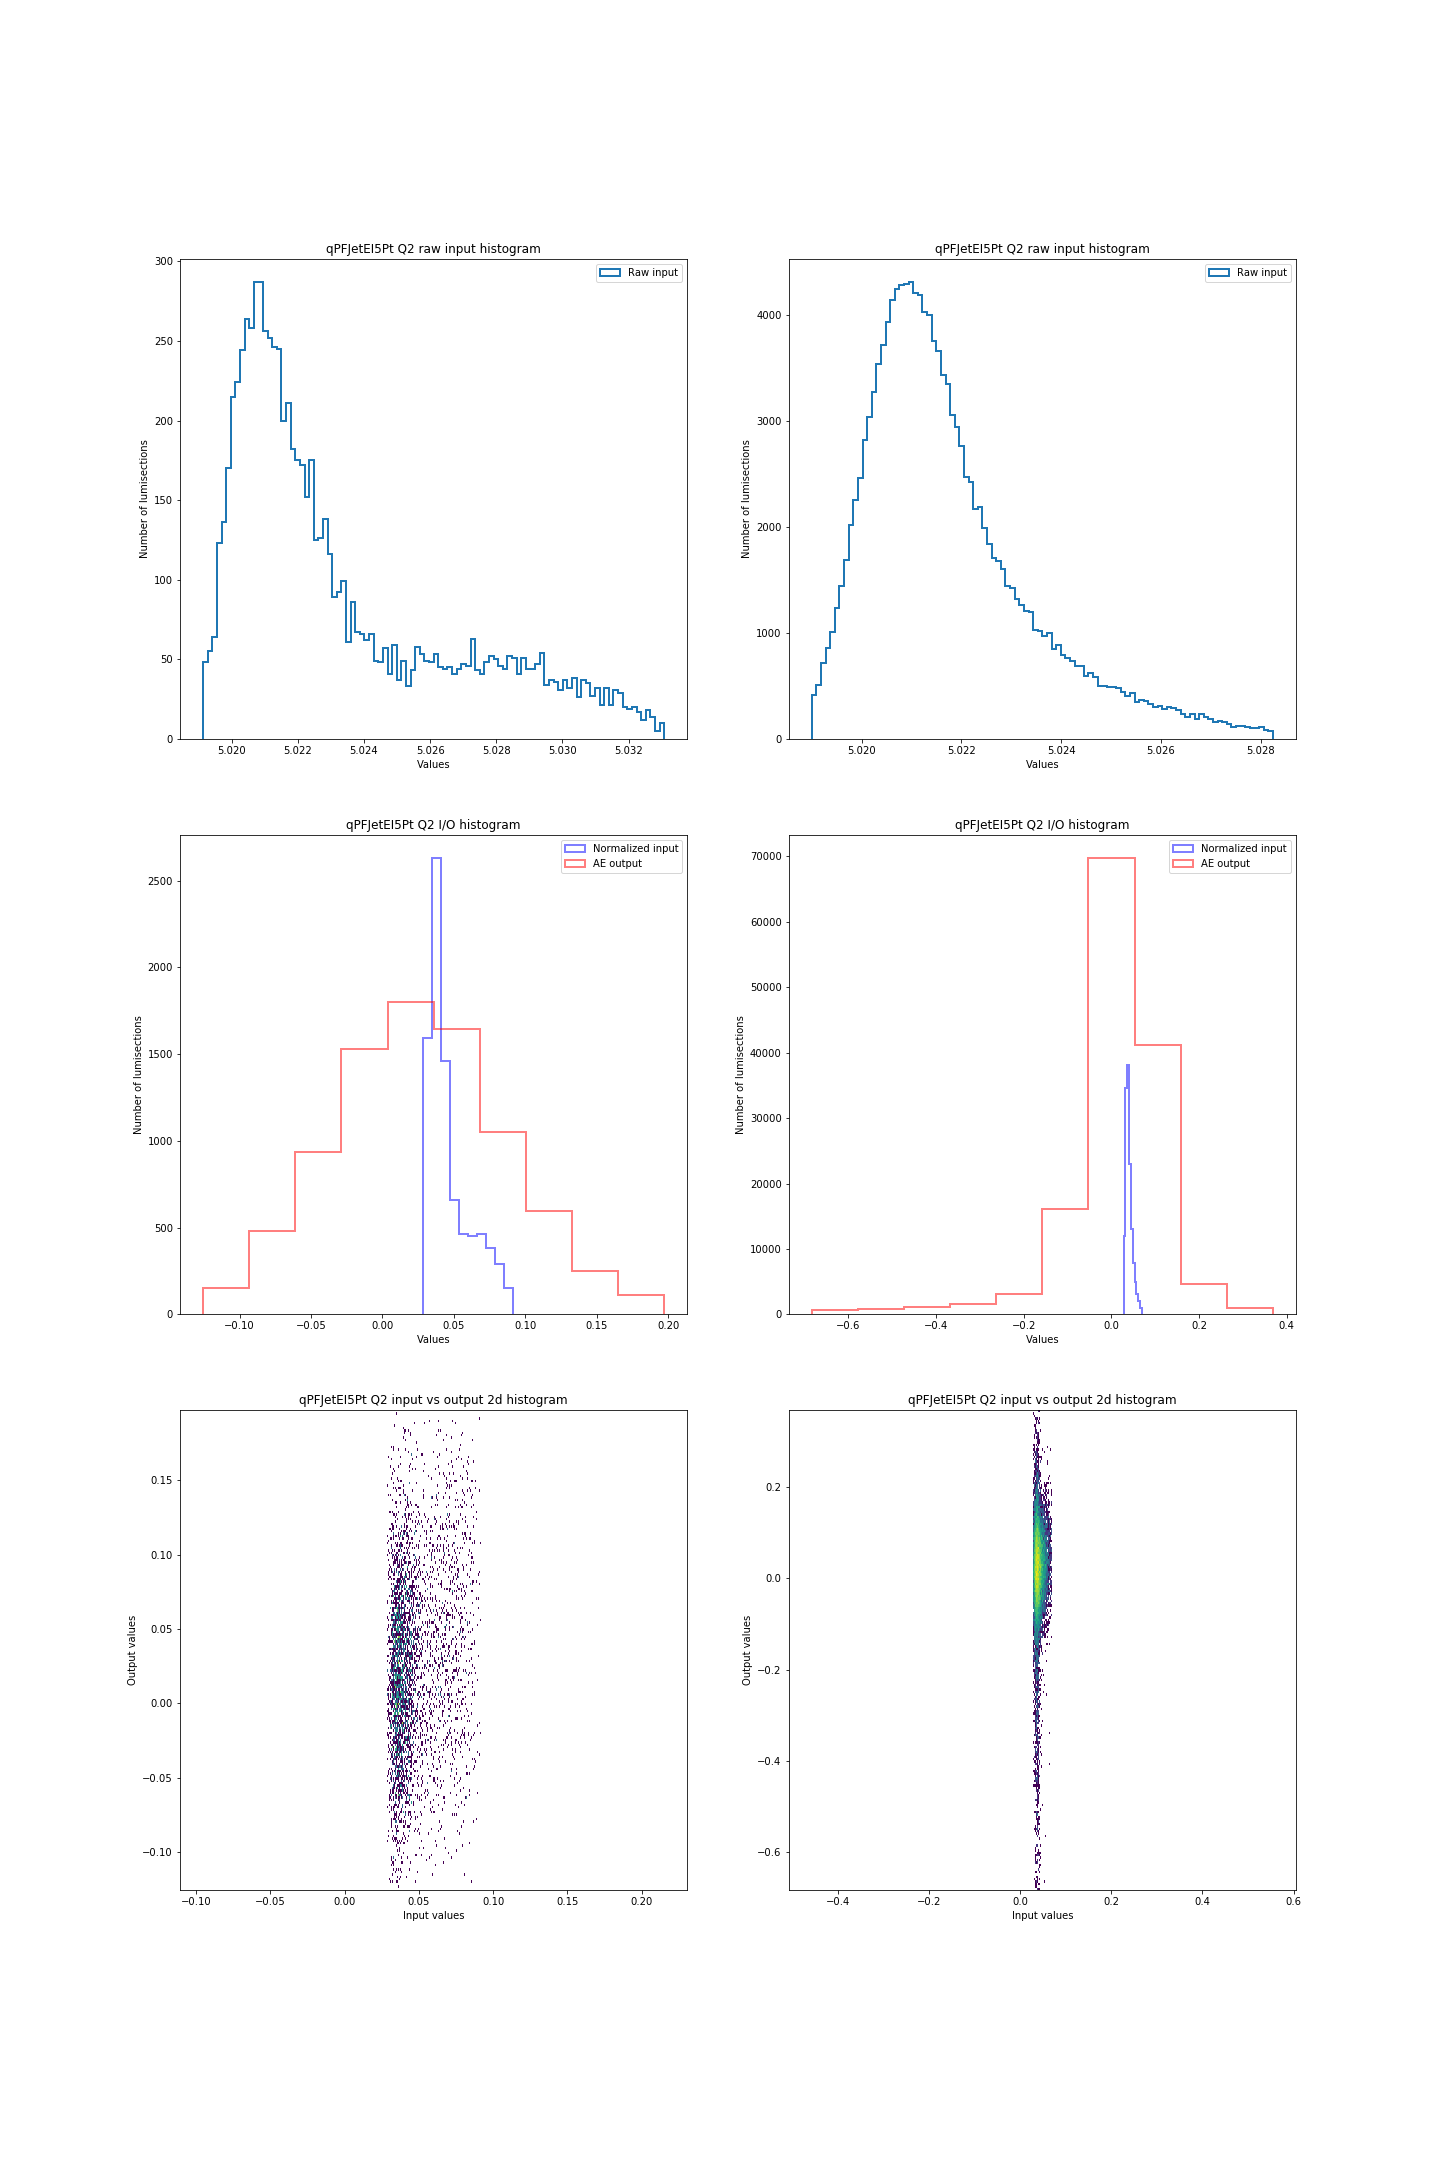 qPFJetEI5Pt Q2 raw input histogram
Raw input
Number of lumisections
300
250
200
150
100
50
0
5.020 5.022 5.024 5.026 5.028 5.030 5.032
Values
qPFJetEI5Pt Q2 raw input histogram
Raw input
Number of lumisections
4000
3000
2000
1000
0
5.020 5.022 5.024 5.026 5.028
Values
qPFJetEI5Pt Q2 I/O histogram
Normalized input
AE output
Number of lumisections
2500
2000
1500
1000
500
0
−0.10 −0.05 0.00 0.05 0.10 0.15 0.20
Values
qPFJetEI5Pt Q2 I/O histogram
Normalized input
AE output
Number of lumisections
70000
60000
50000
40000
30000
20000
10000
0
−0.6 −0.4 −0.2 0.0 0.2 0.4
Values
qPFJetEI5Pt Q2 input vs output 2d histogram
Output values
0.15
0.10
0.05
0.00
−0.05
−0.10
−0.10 −0.05 0.00 0.05 0.10 0.15 0.20
Input values
qPFJetEI5Pt Q2 input vs output 2d histogram
Output values
0.2
0.0
−0.2
−0.4
−0.6
−0.4 −0.2 0.0 0.2 0.4 0.6
Input values